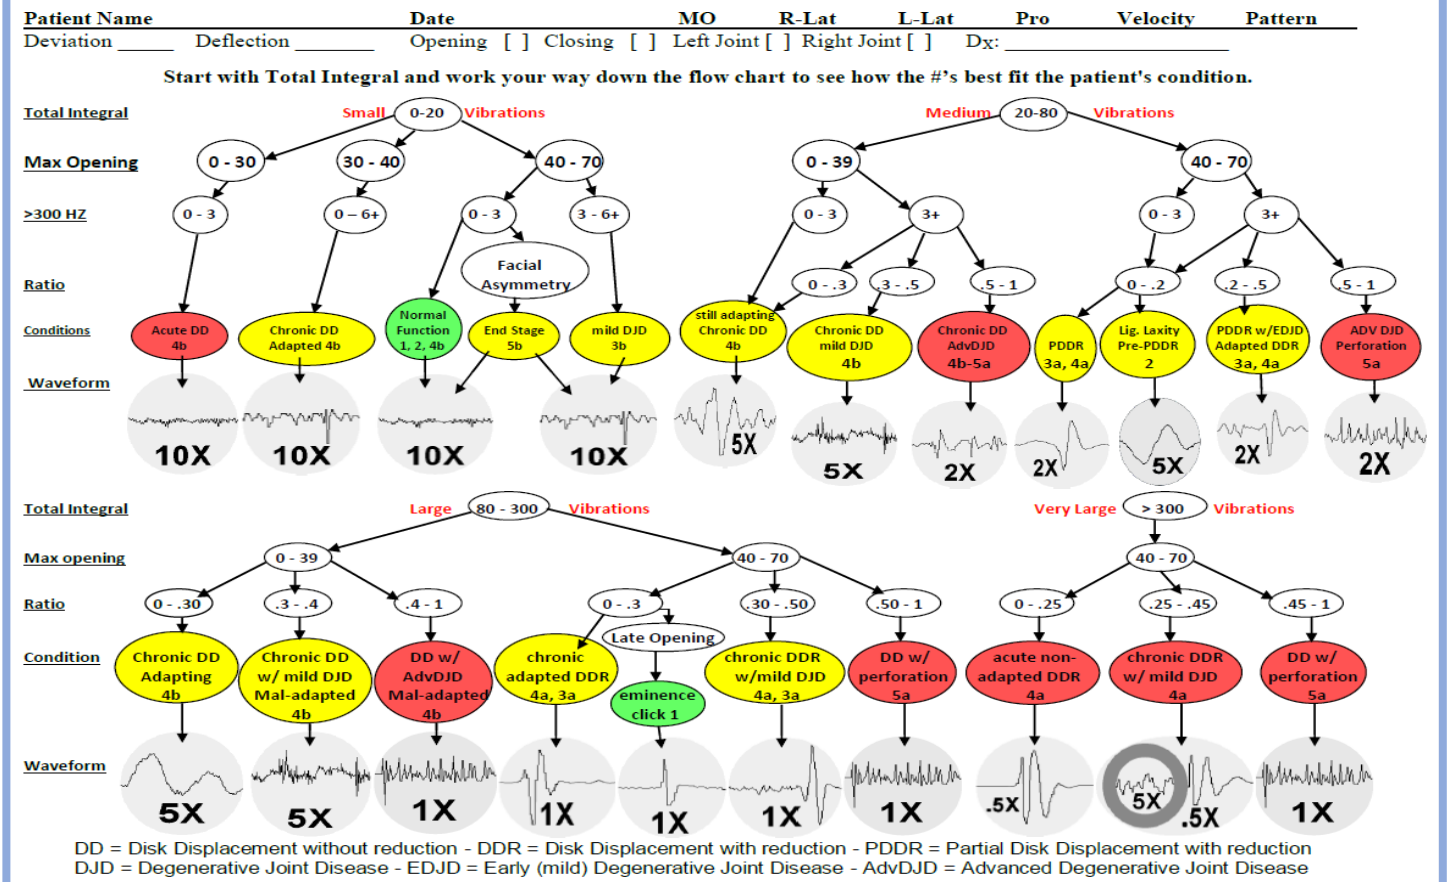 Patient Name Date MO R-Lat L-Lat Pro Velocity Pattern
Deviation _____ Deflection _______ Opening [ ] Closing [ ] Left Joint [ ] Right Joint [ ] Dx: ____________________
Start with Total Integral and work your way down the flow chart to see how the #'s best fit the patient's condition.
Total Integral Small 0-20 Vibrations Medium 20-80 Vibrations
Max Opening 0 - 30 30 - 40 40 - 70 0 - 39 40 - 70
>300 HZ 0 - 3 0 – 6+ 0 - 3 3 - 6+ 0 - 3 3+ 0 - 3 3+
Facial
Asymmetry
Ratio 0 - .3 .3 - .5 .5 - 1 0 - .2 .2 - .5 .5 - 1
Conditions
Acute DD
4b
Chronic DD
Adapted 4b
Normal
Function
1, 2, 4b
End Stage
5b
mild DJD
3b
still adapting
Chronic DD
4b
Chronic DD
mild DJD
4b
Chronic DD
AdvDJD
4b-5a
PDDR
3a, 4a
Lig. Laxity
Pre-PDDR
2
PDDR w/EDJD
Adapted DDR
3a, 4a
ADV DJD
Perforation
5a
Waveform
10X 10X 10X 10X 5X 5X 2X 2X 5X 2X 2X
Total Integral Large 80 - 300 Vibrations Very Large > 300 Vibrations
Max opening 0 - 39 40 - 70 40 - 70
Ratio 0 - .30 .3 - .4 .4 - 1 0 - .3 .30 - .50 .50 - 1 0 - .25 .25 - .45 .45 - 1
Late Opening
Condition
Chronic DD
Adapting
4b
Chronic DD
w/ mild DJD
Mal-adapted
4b
DD w/
AdvDJD
Mal-adapted
4b
chronic
adapted DDR
4a, 3a
eminence
click 1
chronic DDR
w/mild DJD
4a, 3a
DD w/
perforation
5a
acute non-
adapted DDR
4a
chronic DDR
w/ mild DJD
4a
DD w/
perforation
5a
Waveform
5X 5X 1X 1X 1X 1X 1X .5X 5X .5X 1X
DD = Disk Displacement without reduction - DDR = Disk Displacement with reduction - PDDR = Partial Disk Displacement with reduction
DJD = Degenerative Joint Disease - EDJD = Early (mild) Degenerative Joint Disease - AdvDJD = Advanced Degenerative Joint Disease